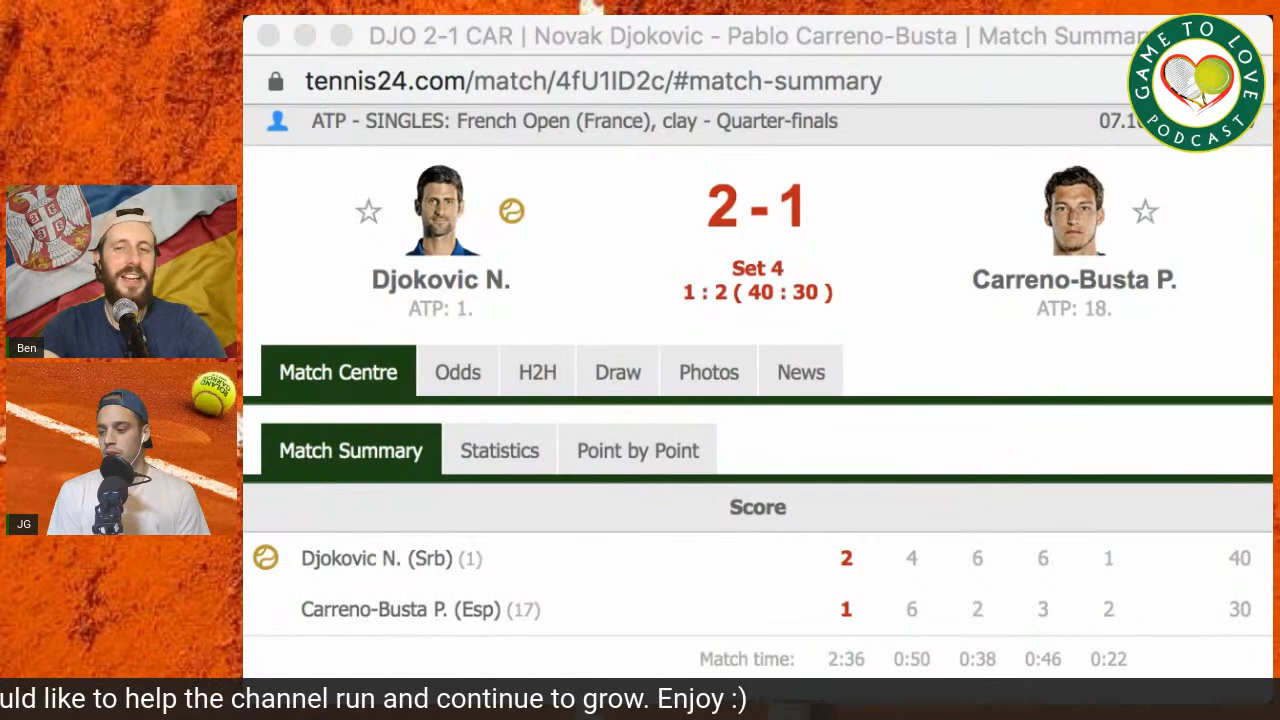 DJO 2-1 CAR | Novak Djokovic - Pablo Carreno-Busta | Match Summar
GAME TO LOVE
PODCAST
tennis24.com/match/4fU1lD2c/#match-summary
ATP - SINGLES: French Open (France), clay - Quarter-finals
07.10
2 - 1
Djokovic N.
ATP: 1.
Set 4
1 : 2 ( 40 : 30 )
Carreno-Busta P.
ATP: 18.
Match Centre Odds H2H Draw Photos News
Match Summary Statistics Point by Point
Score
Djokovic N. (Srb) (1) 2 4 6 6 1 40
Carreno-Busta P. (Esp) (17) 1 6 2 3 2 30
Match time: 2:36 0:50 0:38 0:46 0:22
Ben
ROLAND
GARROS
JG
uld like to help the channel run and continue to grow. Enjoy :)